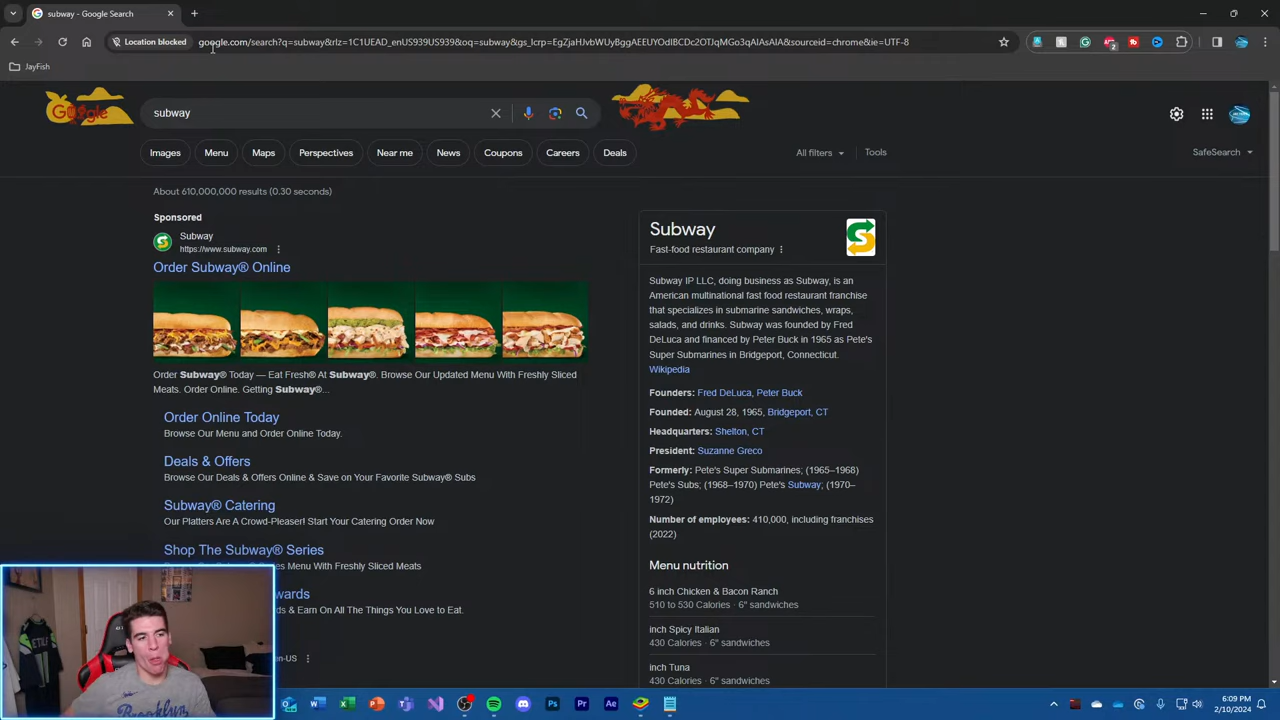 subway - Google Search
Location blocked
google.com/search?q=subway&rlz=1C1UEAD_enUS939US939&oq=subway&gs_lcrp=EgZjaHJvbWUyBggAEEUYOdIBCDc2OTJqMGo3qAIAsAIA&sourceid=chrome&ie=UTF-8
JayFish
Google
subway
Images
Menu
Maps
Perspectives
Near me
News
Coupons
Careers
Deals
All filters
Tools
SafeSearch
About 610,000,000 results (0.30 seconds)
Sponsored
Subway
https://www.subway.com
Order Subway® Online
Order Subway® Today — Eat Fresh® At Subway®. Browse Our Updated Menu With Freshly Sliced
Meats. Order Online. Getting Subway®...
Order Online Today
Browse Our Menu and Order Online Today.
Deals & Offers
Browse Our Deals & Offers Online & Save on Your Favorite Subway® Subs
Subway® Catering
Our Platters Are A Crowd-Pleaser! Start Your Catering Order Now
Shop The Subway® Series
Menu With Freshly Sliced Meats
& Earn On All The Things You Love to Eat.
Subway
Fast-food restaurant company
Subway IP LLC, doing business as Subway, is an
American multinational fast food restaurant franchise
that specializes in submarine sandwiches, wraps,
salads, and drinks. Subway was founded by Fred
DeLuca and financed by Peter Buck in 1965 as Pete's
Super Submarines in Bridgeport, Connecticut.
Wikipedia
Founders: Fred DeLuca, Peter Buck
Founded: August 28, 1965, Bridgeport, CT
Headquarters: Shelton, CT
President: Suzanne Greco
Formerly: Pete's Super Submarines; (1965–1968)
Pete's Subs; (1968–1970) Pete's Subway; (1970–
1972)
Number of employees: 410,000, including franchises
(2022)
Menu nutrition
6 inch Chicken & Bacon Ranch
510 to 530 Calories · 6" sandwiches
inch Spicy Italian
430 Calories · 6" sandwiches
inch Tuna
430 Calories · 6" sandwiches
6:09 PM
2/10/2024